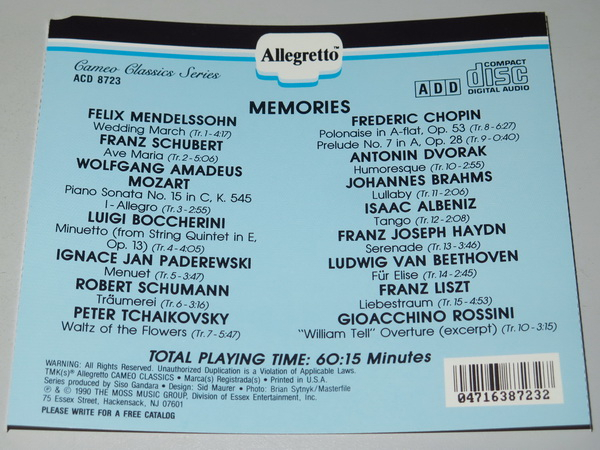 Allegretto™
Cameo Classics Series
ACD 8723
ADD
COMPACT
disc
DIGITAL AUDIO
MEMORIES
FELIX MENDELSSOHN
Wedding March (Tr. 1 - 4:17)
FRANZ SCHUBERT
Ave Maria (Tr. 2 - 5:06)
WOLFGANG AMADEUS
MOZART
Piano Sonata No. 15 in C, K. 545
I - Allegro (Tr. 3 - 2:55)
LUIGI BOCCHERINI
Minuetto (from String Quintet in E,
Op. 13) (Tr. 4 - 4:05)
IGNACE JAN PADEREWSKI
Menuet (Tr. 5 - 3:47)
ROBERT SCHUMANN
Träumerei (Tr. 6 - 3:16)
PETER TCHAIKOVSKY
Waltz of the Flowers (Tr. 7 - 5:47)
FREDERIC CHOPIN
Polonaise in A-flat, Op. 53 (Tr. 8 - 6:27)
Prelude No. 7 in A, Op. 28 (Tr. 9 - 0:40)
ANTONIN DVORAK
Humoresque (Tr. 10 - 2:55)
JOHANNES BRAHMS
Lullaby (Tr. 11 - 2:06)
ISAAC ALBENIZ
Tango (Tr. 12 - 2:08)
FRANZ JOSEPH HAYDN
Serenade (Tr. 13 - 3:46)
LUDWIG VAN BEETHOVEN
Für Elise (Tr. 14 - 2:45)
FRANZ LISZT
Liebestraum (Tr. 15 - 4:53)
GIOACCHINO ROSSINI
"William Tell" Overture (excerpt) (Tr. 10 - 3:15)
TOTAL PLAYING TIME: 60:15 Minutes
WARNING: All Rights Reserved. Unauthorized Duplication is a Violation of Applicable Laws.
TMK(s)® Allegretto CAMEO CLASSICS • Marca(s) Registrada(s) • Printed in U.S.A.
Series produced by Siso Gandara • Design: Sid Maurer • Photo: Brian Sytnyk/Masterfile
℗ & © 1990 THE MOSS MUSIC GROUP, Division of Essex Entertainment, Inc.
75 Essex Street, Hackensack, NJ 07601
PLEASE WRITE FOR A FREE CATALOG
04716387232